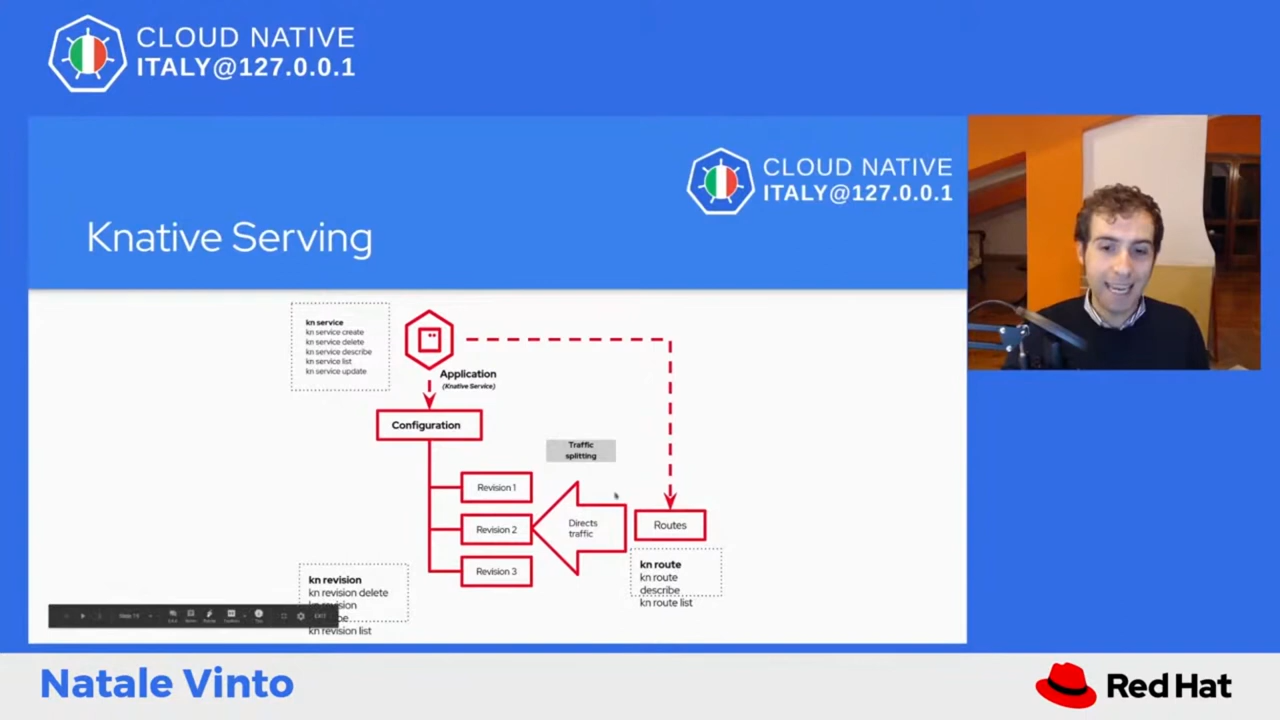 CLOUD NATIVE
ITALY@127.0.0.1
CLOUD NATIVE
ITALY@127.0.0.1
Knative Serving
kn service
kn service create
kn service delete
kn service describe
kn service list
kn service update
Application
(Knative Service)
Configuration
Traffic
splitting
Revision 1
Revision 2
Revision 3
Directs
traffic
Routes
kn route
kn route
describe
kn route list
kn revision
kn revision delete
kn revision
kn revision list
EXIT
Natale Vinto
Red Hat